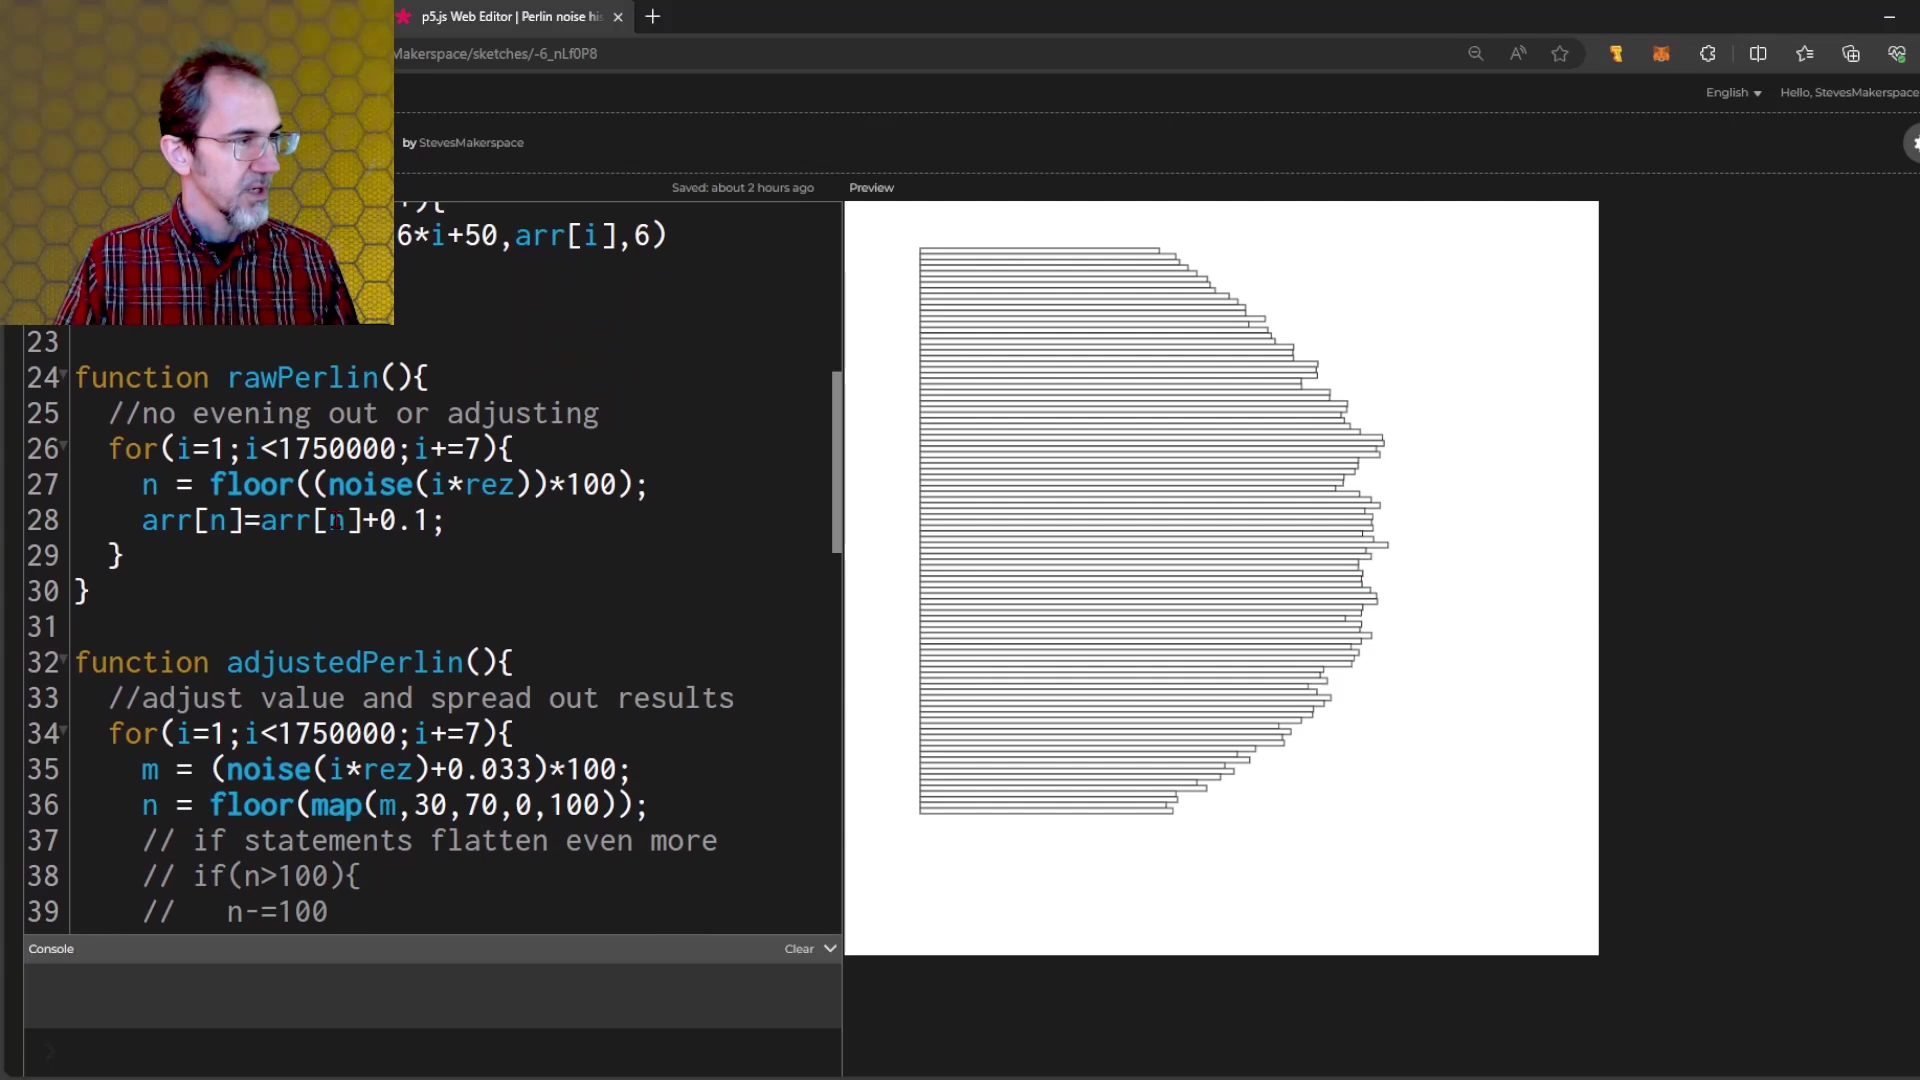 p5.js Web Editor | Perlin noise his
Makerspace/sketches/-6_nLf0P8
English
Hello, StevesMakerspace
by StevesMakerspace
Saved: about 2 hours ago
Preview
6*i+50,arr[i],6)
23
24 function rawPerlin(){
25 //no evening out or adjusting
26 for(i=1;i<1750000;i+=7){
27 n = floor((noise(i*rez))*100);
28 arr[n]=arr[n]+0.1;
29 }
30 }
31
32 function adjustedPerlin(){
33 //adjust value and spread out results
34 for(i=1;i<1750000;i+=7){
35 m = (noise(i*rez)+0.033)*100;
36 n = floor(map(m,30,70,0,100));
37 // if statements flatten even more
38 // if(n>100){
39 // n-=100
Console
Clear